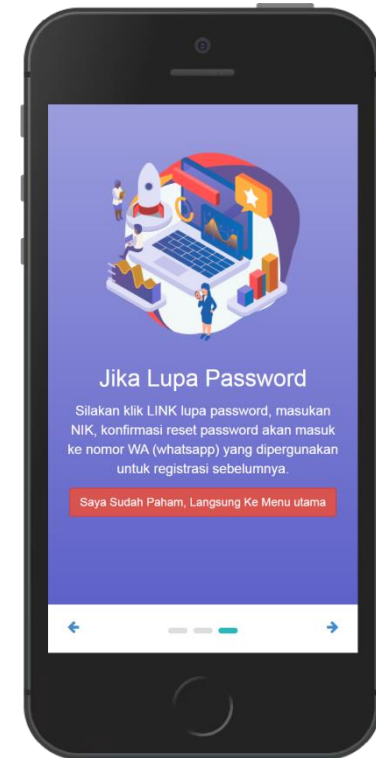 Jika Lupa Password
Silakan klik LINK lupa password, masukan
NIK, konfirmasi reset password akan masuk
ke nomor WA (whatsapp) yang dipergunakan
untuk registrasi sebelumnya.
Saya Sudah Paham, Langsung Ke Menu utama